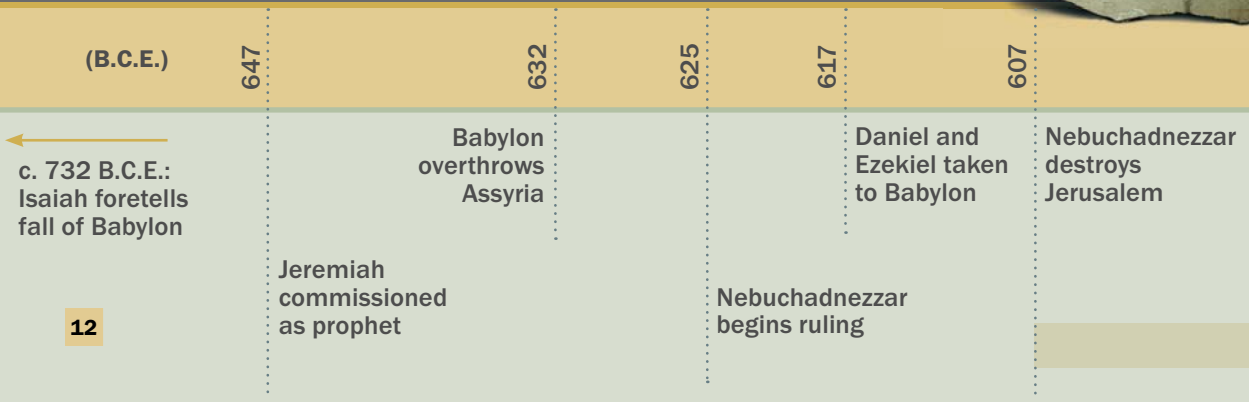 (B.C.E.)
647
632
625
617
607
c. 732 B.C.E.:
Isaiah foretells
fall of Babylon
Jeremiah
commissioned
as prophet
Babylon
overthrows
Assyria
Nebuchadnezzar
begins ruling
Daniel and
Ezekiel taken
to Babylon
Nebuchadnezzar
destroys
Jerusalem
12